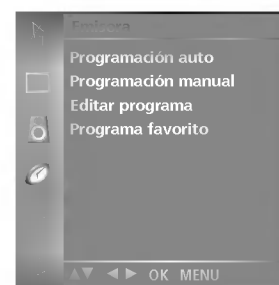 Emisora
Programación auto
Programación manual
Editar programa
Programa favorito
▲▼ ◄► OK MENU